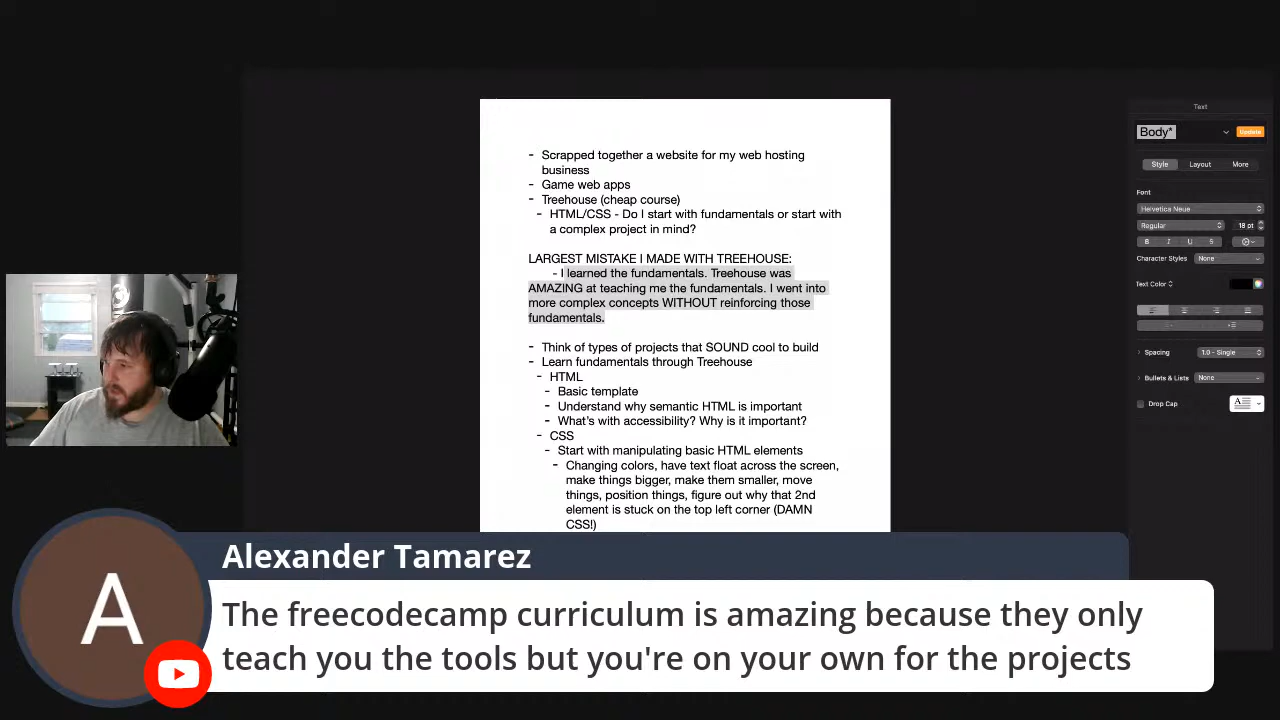 Text
- Scrapped together a website for my web hosting
business
- Game web apps
- Treehouse (cheap course)
- HTML/CSS - Do I start with fundamentals or start with
a complex project in mind?
LARGEST MISTAKE I MADE WITH TREEHOUSE:
- I learned the fundamentals. Treehouse was
AMAZING at teaching me the fundamentals. I went into
more complex concepts WITHOUT reinforcing those
fundamentals.
- Think of types of projects that SOUND cool to build
- Learn fundamentals through Treehouse
- HTML
- Basic template
- Understand why semantic HTML is important
- What's with accessibility? Why is it important?
- CSS
- Start with manipulating basic HTML elements
- Changing colors, have text float across the screen,
make things bigger, make them smaller, move
things, position things, figure out why that 2nd
element is stuck on the top left corner (DAMN
CSS!)
Body*
Update
Style Layout More
Font
Helvetica Neue
Regular 18 pt
B I U S
Character Styles None
Text Color
Spacing 1.0 - Single
Bullets & Lists None
Drop Cap
A
A
Alexander Tamarez
The freecodecamp curriculum is amazing because they only
teach you the tools but you're on your own for the projects